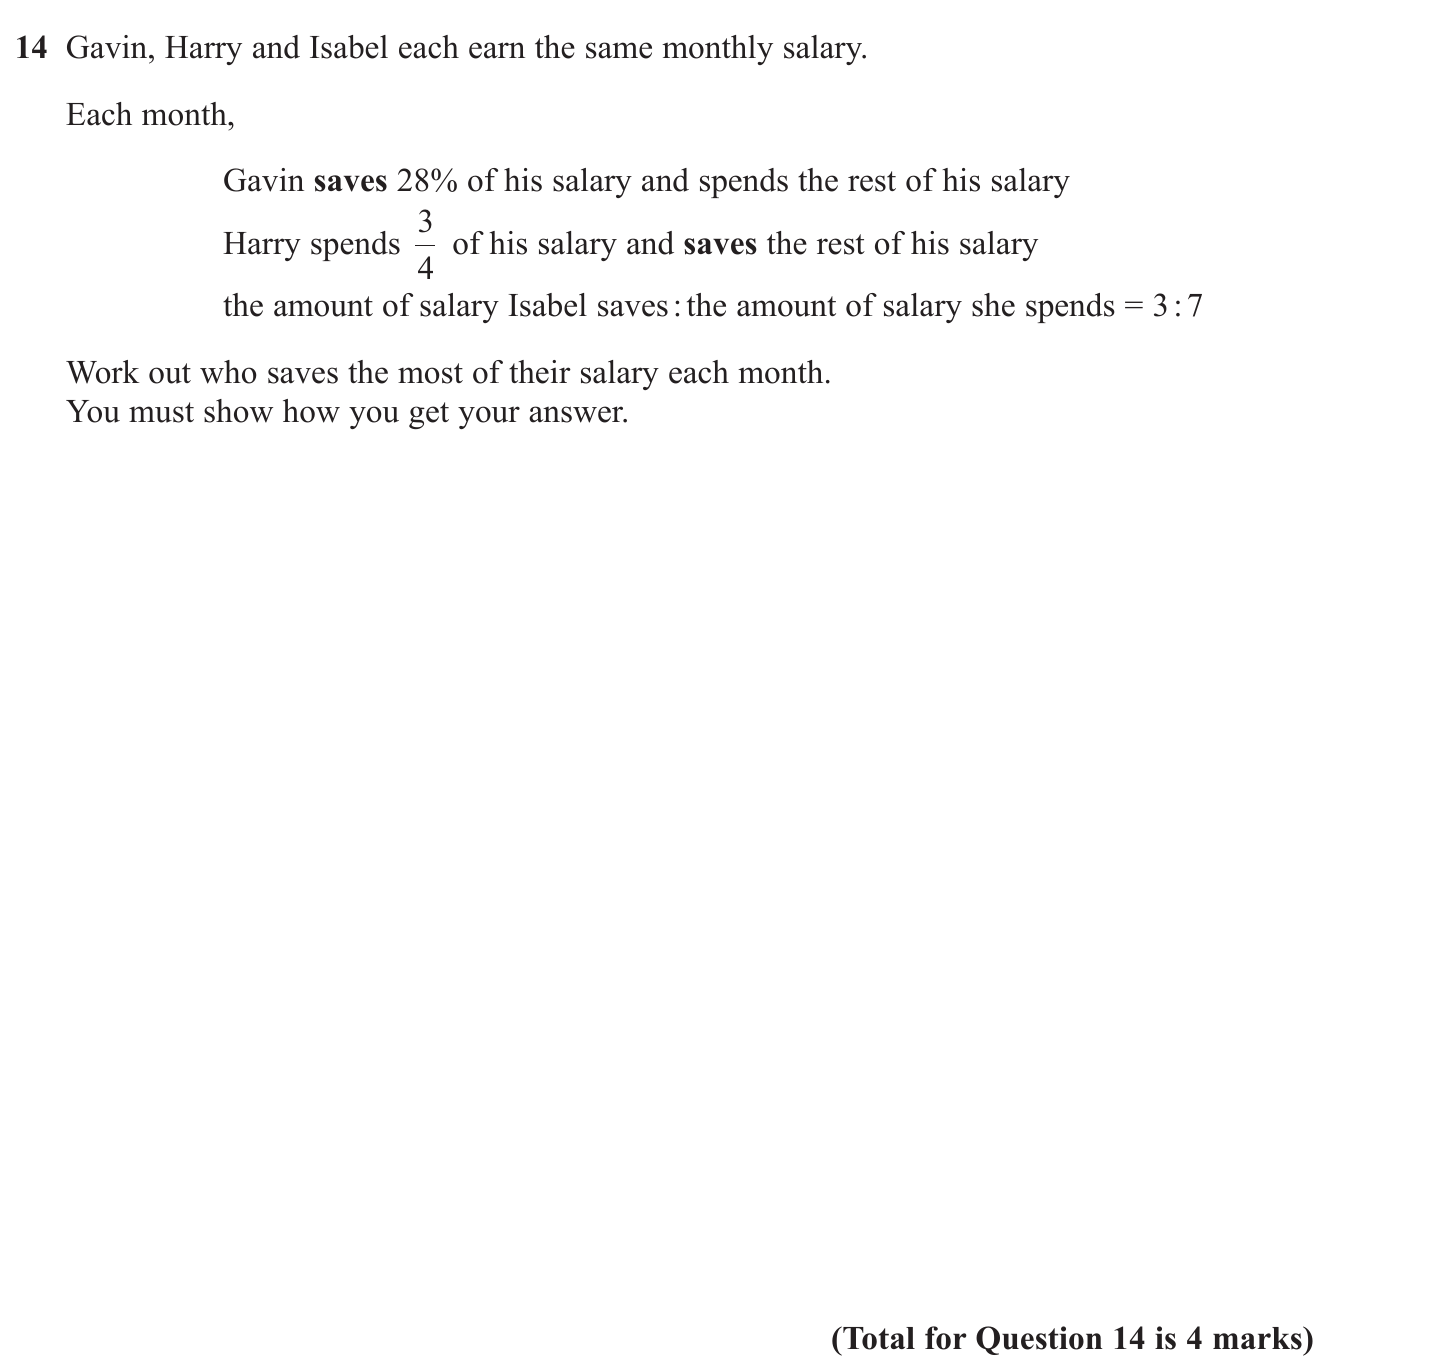 14 Gavin, Harry and Isabel each earn the same monthly salary.
Each month,
Gavin saves 28% of his salary and spends the rest of his salary
Harry spends 3/4 of his salary and saves the rest of his salary
the amount of salary Isabel saves : the amount of salary she spends = 3 : 7
Work out who saves the most of their salary each month.
You must show how you get your answer.
(Total for Question 14 is 4 marks)